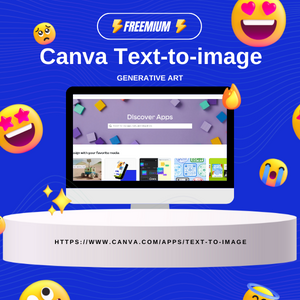 FREEMIUM
Canva Text-to-image
GENERATIVE ART
Discover Apps
HTTPS://WWW.CANVA.COM/APPS/TEXT-TO-IMAGE